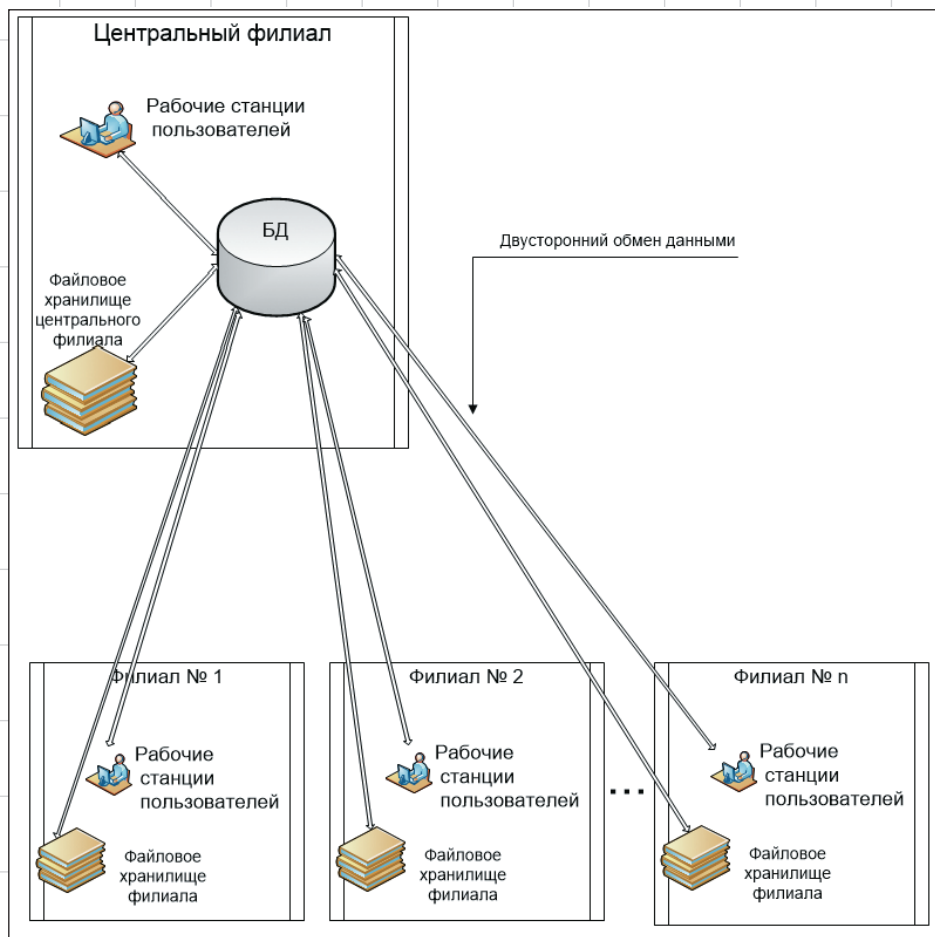 Центральный филиал
Рабочие станции
пользователей
БД
Двусторонний обмен данными
Файловое
хранилище
центрального
филиала
Филиал № 1
Рабочие
станции
пользователей
Файловое
хранилище
филиала
Филиал № 2
Рабочие
станции
пользователей
Файловое
хранилище
филиала
...
Филиал № n
Рабочие
станции
пользователей
Файловое
хранилище
филиала